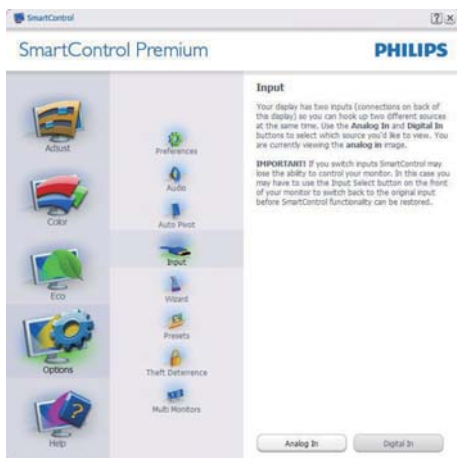 SmartControl
SmartControl Premium
PHILIPS
Adjust
Color
Eco
Options
Help
Preferences
Audio
Auto Pivot
Input
Wizard
Presets
Theft Deterrence
Multi Monitors
Input
Your display has two inputs (connections on back of
this display) so you can hook up two different sources
at the same time. Use the Analog In and Digital In
buttons to select which source you'd like to view. You
are currently viewing the analog in image.
IMPORTANT! If you switch inputs SmartControl may
lose the ability to control your monitor. In this case you
may have to use the Input Select button on the front
of your monitor to switch back to the original input
before SmartControl functionality can be restored.
Analog In
Digital In